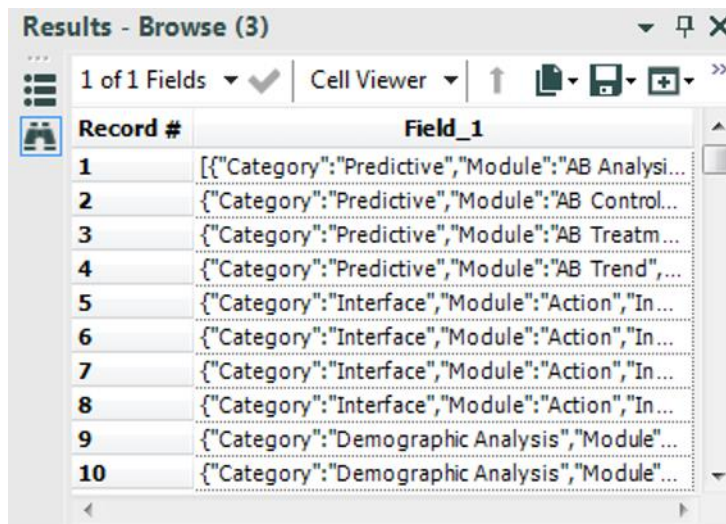 Results - Browse (3)
1 of 1 Fields Cell Viewer
Record # Field_1
1 [{"Category":"Predictive","Module":"AB Analysi...
2 {"Category":"Predictive","Module":"AB Control...
3 {"Category":"Predictive","Module":"AB Treatm...
4 {"Category":"Predictive","Module":"AB Trend",...
5 {"Category":"Interface","Module":"Action","In...
6 {"Category":"Interface","Module":"Action","In...
7 {"Category":"Interface","Module":"Action","In...
8 {"Category":"Interface","Module":"Action","In...
9 {"Category":"Demographic Analysis","Module"...
10 {"Category":"Demographic Analysis","Module"...